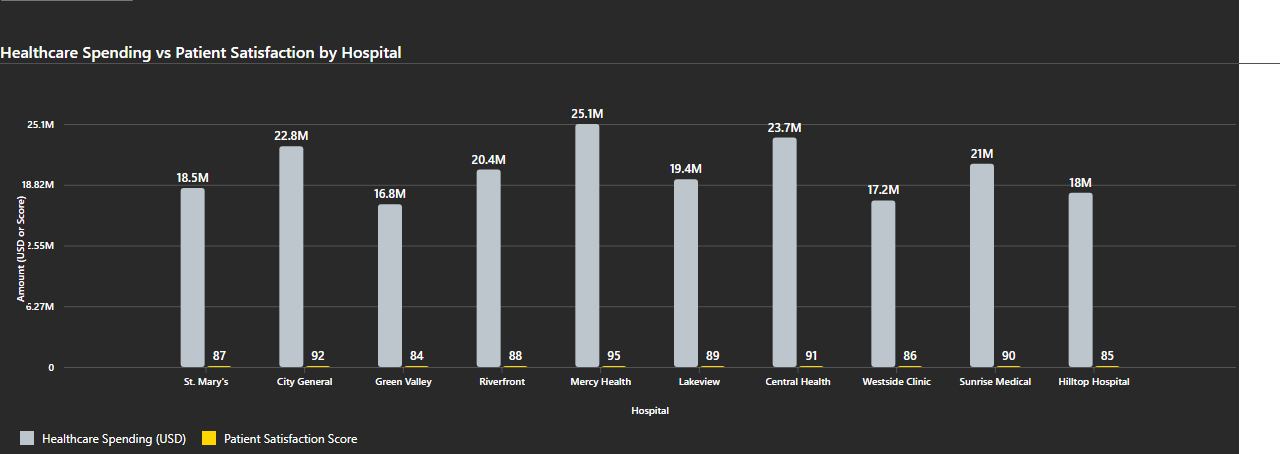 Healthcare Spending vs Patient Satisfaction by Hospital
25.1M
18.82M
2.55M
6.27M
0
Amount (USD or Score)
18.5M
22.8M
16.8M
20.4M
25.1M
19.4M
23.7M
17.2M
21M
18M
87
92
84
88
95
89
91
86
90
85
St. Mary's
City General
Green Valley
Riverfront
Mercy Health
Lakeview
Central Health
Westside Clinic
Sunrise Medical
Hilltop Hospital
Hospital
Healthcare Spending (USD)
Patient Satisfaction Score